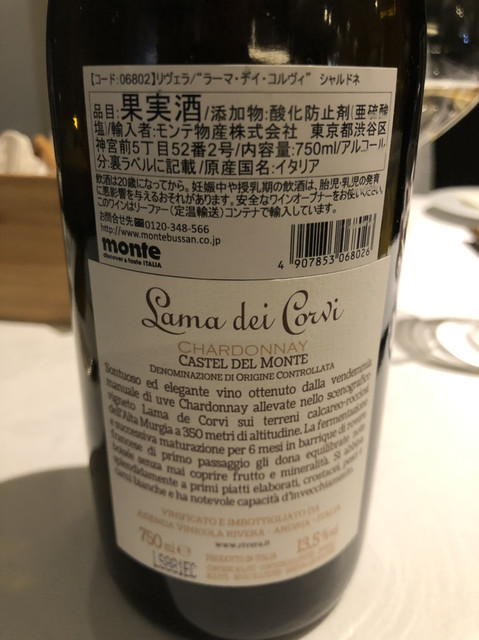 【コード:06802】リヴェラ/"ラーマ・デイ・コルヴィ" シャルドネ
品目:果実酒/添加物:酸化防止剤(亜硫酸
塩/輸入者:モンテ物産株式会社 東京都渋谷区
神宮前5丁目52番2号/内容量:750ml/アルコール
分:裏ラベルに記載/原産国名:イタリア
飲酒は20歳になってから。妊娠中や授乳期の飲酒は、胎児・乳児の発育
に悪影響を与えるおそれがあります。安全なワインオープナーをお使いください。
このワインはリーファー(定温輸送)コンテナで輸入しています。
お問合せ先 0120-348-566
http://www.montebussan.co.jp
monte
discover & taste ITALIA
4 907853 068026
Lama dei Corvi
CHARDONNAY
CASTEL DEL MONTE
DENOMINAZIONE DI ORIGINE CONTROLLATA
Sontuoso ed elegante vino ottenuto dalla vendemmia
manuale di uve Chardonnay allevate nello scenografico
vigneto Lama de Corvi sui terreni calcareo-rocciosi
dell'Alta Murgia a 350 metri di altitudine. La fermentazione
e successiva maturazione per 6 mesi in barrique di rovere
francese di primo passaggio gli dona equilibrate note
boisé senza mai coprire frutto e mineralità. Si abbina
splendidamente a primi piatti elaborati, crostacei, pesci e
carni bianche e ha notevole capacità d'invecchiamento.
VINIFICATO E IMBOTTIGLIATO DA
AZIENDA VINICOLA RIVERA - ANDRIA - ITALIA
www.rivera.it
750 ml e 13.5% vol
PRODOTTO IN ITALIA